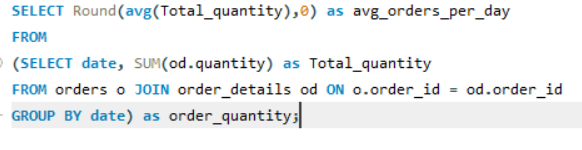 SELECT Round(avg(Total_quantity),0) as avg_orders_per_day
FROM
(SELECT date, SUM(od.quantity) as Total_quantity
FROM orders o JOIN order_details od ON o.order_id = od.order_id
GROUP BY date) as order_quantity;